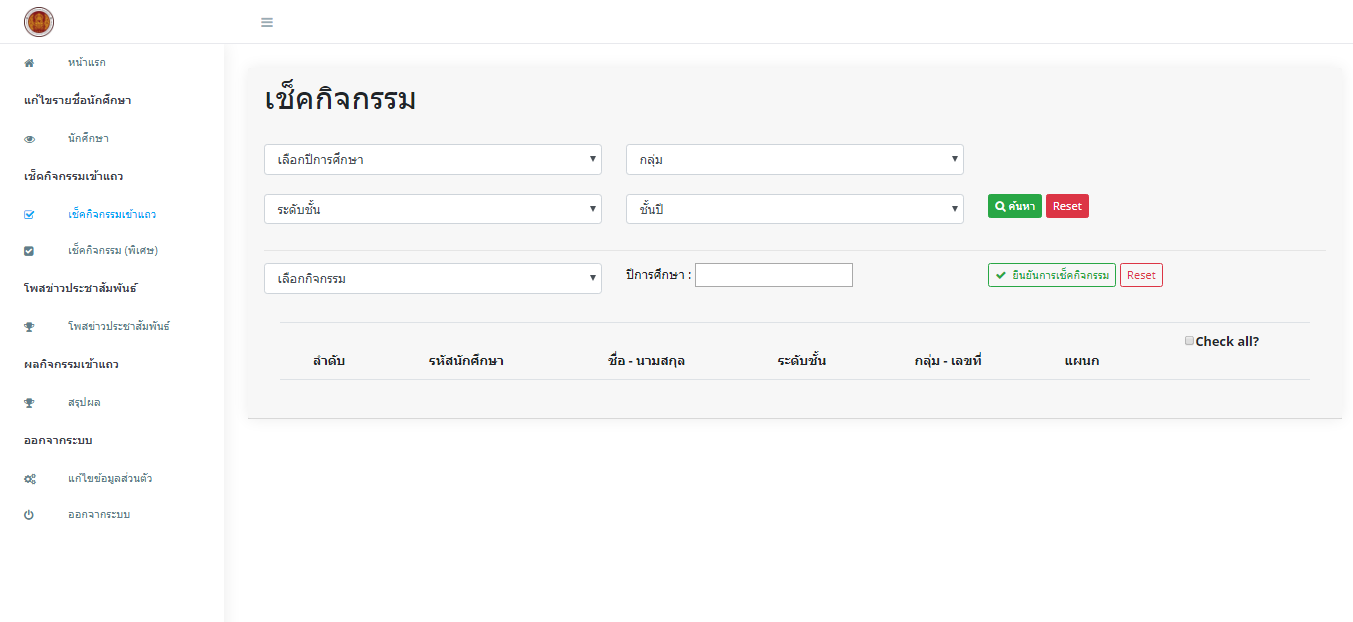 หน้าแรก
แก้ไขรายชื่อนักศึกษา
นักศึกษา
เช็คกิจกรรมเข้าแถว
เช็คกิจกรรมเข้าแถว
เช็คกิจกรรม (พิเศษ)
โพสข่าวประชาสัมพันธ์
โพสข่าวประชาสัมพันธ์
ผลกิจกรรมเข้าแถว
สรุปผล
ออกจากระบบ
แก้ไขข้อมูลส่วนตัว
ออกจากระบบ
เช็คกิจกรรม
เลือกปีการศึกษา กลุ่ม
ระดับชั้น ชั้นปี ค้นหา Reset
เลือกกิจกรรม ปีการศึกษา : ยืนยันการเช็คกิจกรรม Reset
Check all?
ลำดับ รหัสนักศึกษา ชื่อ - นามสกุล ระดับชั้น กลุ่ม - เลขที่ แผนก